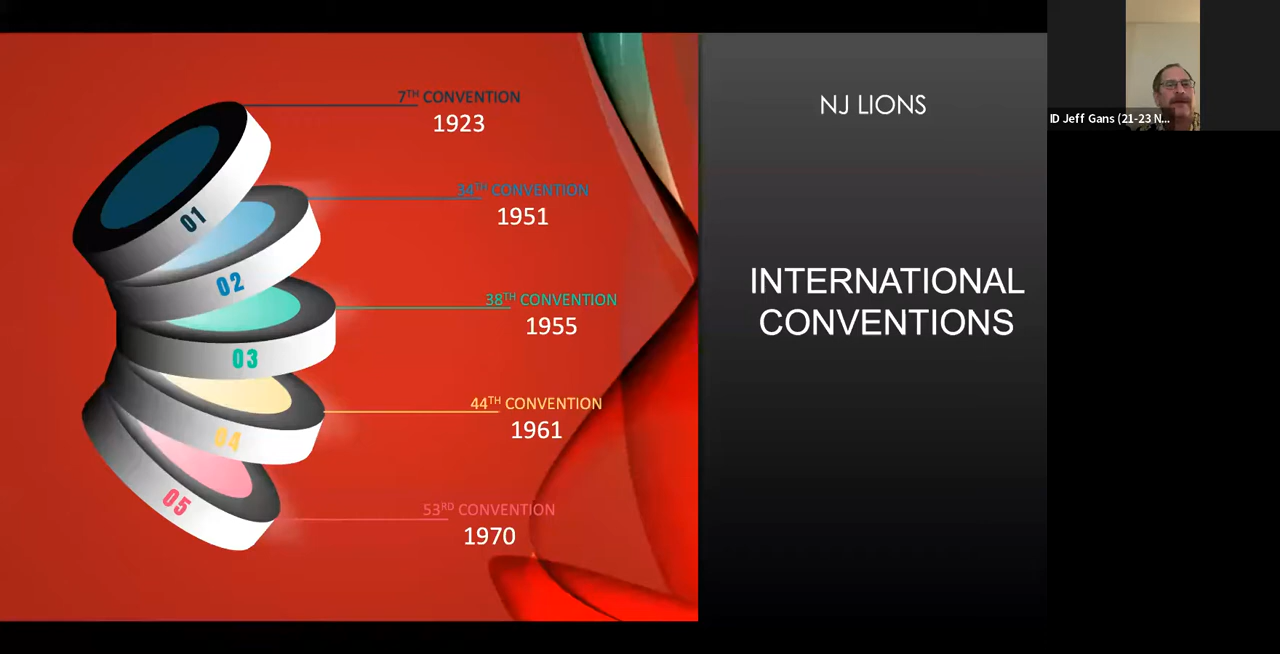 7TH CONVENTION
1923
01
34TH CONVENTION
1951
02
38TH CONVENTION
1955
03
44TH CONVENTION
1961
04
53RD CONVENTION
1970
05
NJ LIONS
INTERNATIONAL
CONVENTIONS
ID Jeff Gans (21-23 N...